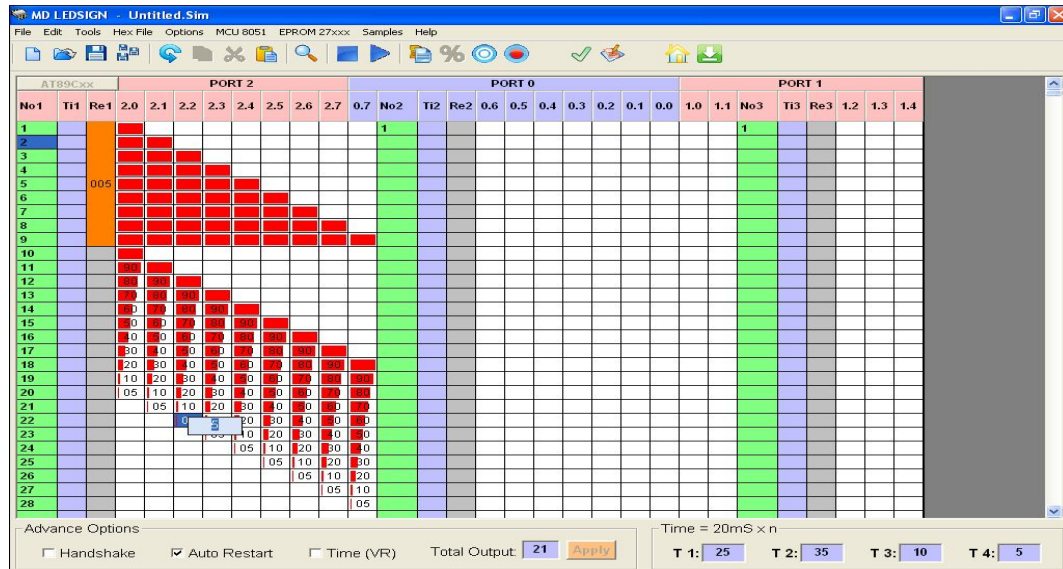 MD LEDSIGN - Untitled.Sim
File Edit Tools Hex File Options MCU 8051 EPROM 27xxx Samples Help
AT89Cxx PORT 2 PORT 0 PORT 1
No1 Ti1 Re1 2.0 2.1 2.2 2.3 2.4 2.5 2.6 2.7 0.7 No2 Ti2 Re2 0.6 0.5 0.4 0.3 0.2 0.1 0.0 1.0 1.1 No3 Ti3 Re3 1.2 1.3 1.4
1 1 1
2
3
4
5 005
6
7
8
9
10
11 90
12 80 90
13 70 80 90
14 60 70 80 90
15 50 60 70 80 90
16 40 50 60 70 80 90
17 30 40 50 60 70 80 90
18 20 30 40 50 60 70 80 90
19 10 20 30 40 50 60 70 80 90
20 05 10 20 30 40 50 60 70 80
21 05 10 20 30 40 50 60 70
22 5 20 30 40 50 60
23 05 10 20 30 40 50
24 05 10 20 30 40
25 05 10 20 30
26 05 10 20
27 05 10
28 05
Advance Options Time = 20mS × n
Handshake Auto Restart Time (VR) Total Output: 21 Apply T 1: 25 T 2: 35 T 3: 10 T 4: 5